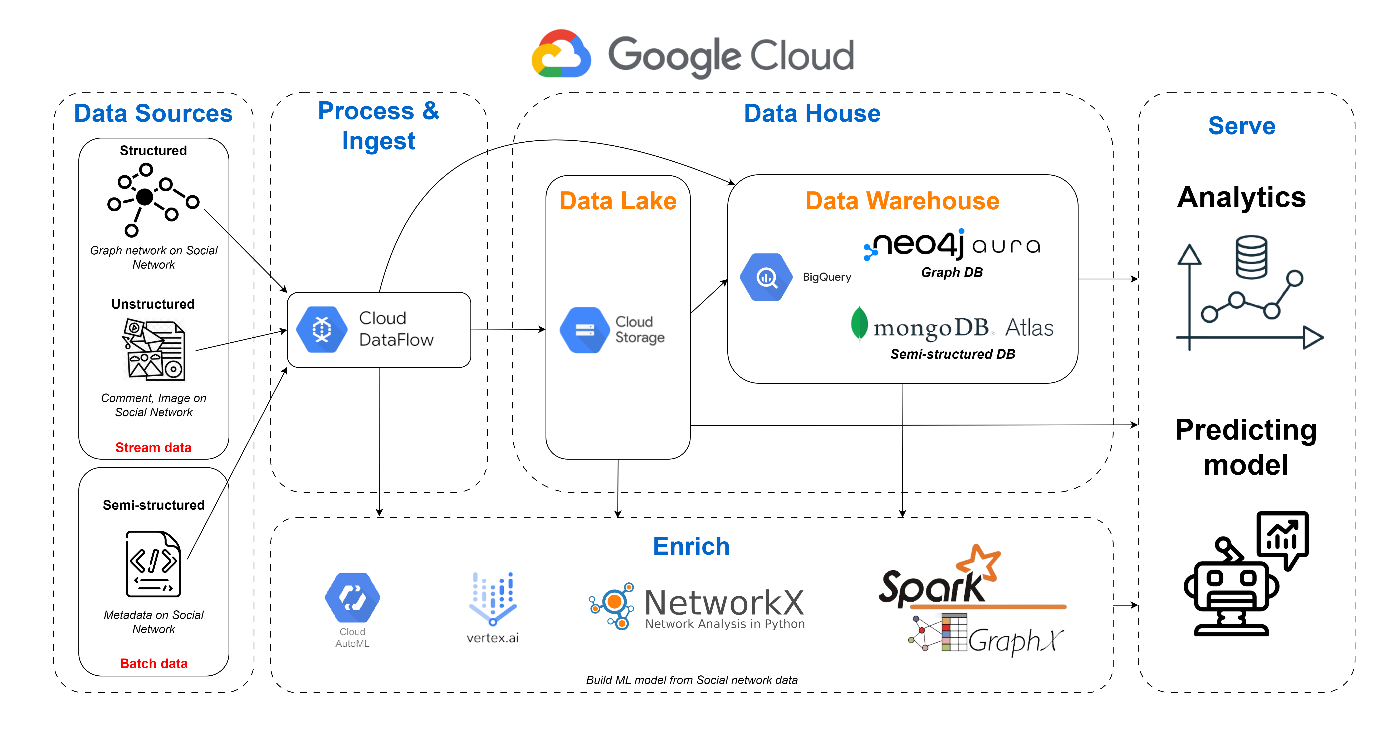 Google Cloud
Data Sources
Structured
Graph network on Social
Network
Unstructured
Comment, Image on
Social Network
Stream data
Semi-structured
Metadata on Social
Network
Batch data
Process &
Ingest
Cloud
DataFlow
Data House
Data Lake
Cloud
Storage
Data Warehouse
BigQuery
neo4j aura
Graph DB
mongoDB. Atlas
Semi-structured DB
Enrich
Cloud
AutoML
vertex.ai
NetworkX
Network Analysis in Python
Spark
GraphX
Build ML model from Social network data
Serve
Analytics
Predicting
model